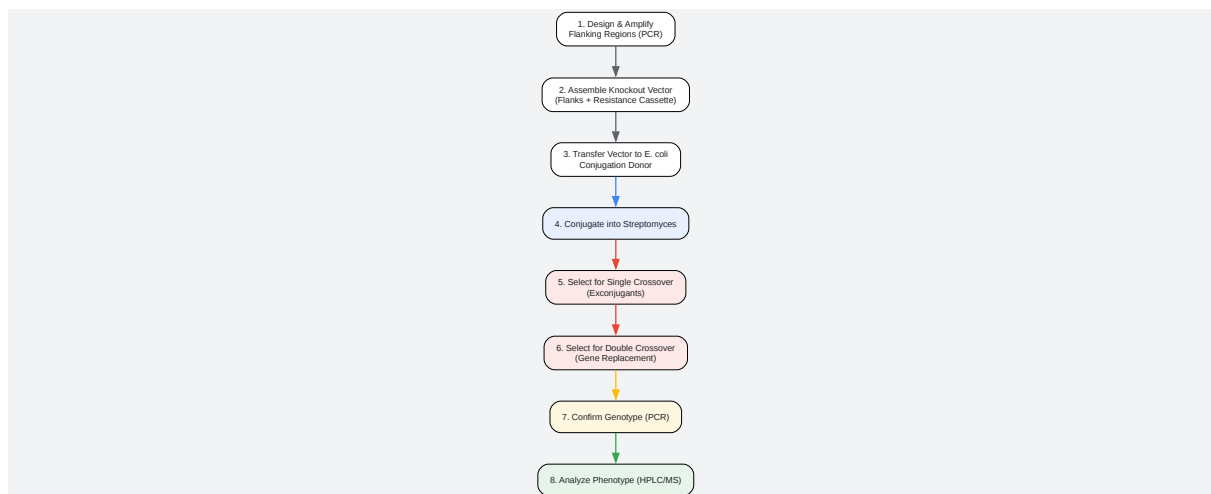 1. Design & Amplify
Flanking Regions (PCR)
2. Assemble Knockout Vector
(Flanks + Resistance Cassette)
3. Transfer Vector to E. coli
Conjugation Donor
4. Conjugate into Streptomyces
5. Select for Single Crossover
(Exconjugants)
6. Select for Double Crossover
(Gene Replacement)
7. Confirm Genotype (PCR)
8. Analyze Phenotype (HPLC/MS)